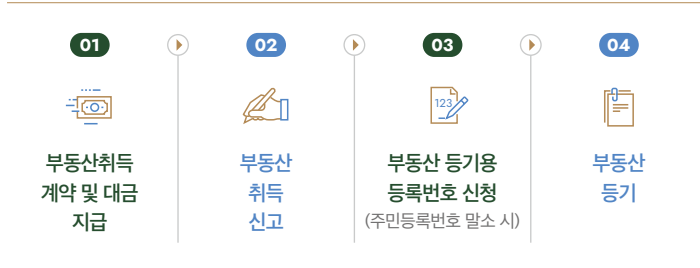 01
부동산취득
계약 및 대금
지급
02
부동산
취득
신고
03
123
부동산 등기용
등록번호 신청
(주민등록번호 말소 시)
04
부동산
등기